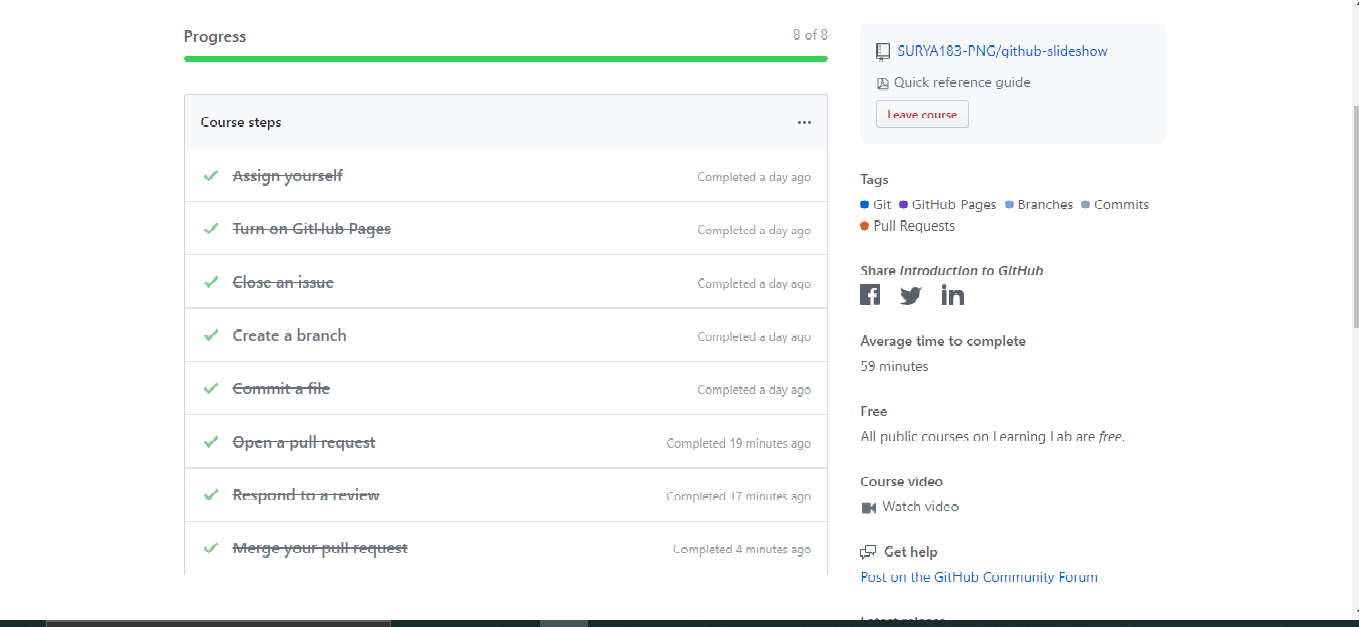 Progress
8 of 8
Course steps
Assign yourself
Completed a day ago
Turn on GitHub Pages
Completed a day ago
Close an issue
Completed a day ago
Create a branch
Completed a day ago
Commit a file
Completed a day ago
Open a pull request
Completed 19 minutes ago
Respond to a review
Completed 17 minutes ago
Merge your pull request
Completed 4 minutes ago
SURYA183-PNG/github-slideshow
Quick reference guide
Leave course
Tags
Git GitHub Pages Branches Commits
Pull Requests
Share Introduction to GitHub
Average time to complete
59 minutes
Free
All public courses on Learning Lab are free.
Course video
Watch video
Get help
Post on the GitHub Community Forum
Latest release